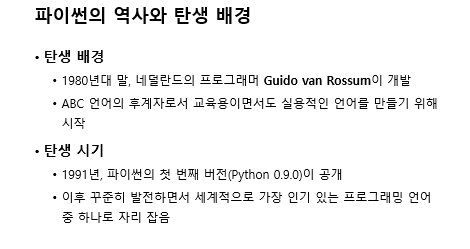 파이썬의 역사와 탄생 배경
• 탄생 배경
• 1980년대 말, 네덜란드의 프로그래머 Guido van Rossum이 개발
• ABC 언어의 후계자로서 교육용이면서도 실용적인 언어를 만들기 위해
시작
• 탄생 시기
• 1991년, 파이썬의 첫 번째 버전(Python 0.9.0)이 공개
• 이후 꾸준히 발전하면서 세계적으로 가장 인기 있는 프로그래밍 언어
중 하나로 자리 잡음